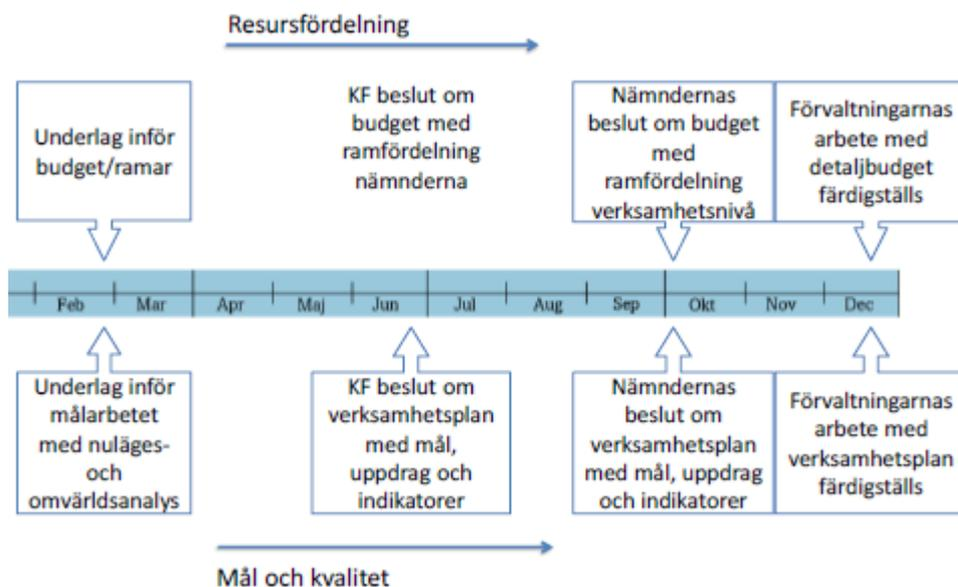 Resursfördelning
Underlag inför
budget/ramar
KF beslut om
budget med
ramfördelning
nämnderna
Nämndernas
beslut om budget
med
ramfördelning
verksamhetsnivå
Förvaltningarnas
arbete med
detaljbudget
färdigställs
Feb Mar Apr Maj Jun Jul Aug Sep Okt Nov Dec
Underlag inför
målarbetet
med nuläges-
och
omvärldsanalys
KF beslut om
verksamhetsplan
med mål,
uppdrag och
indikatorer
Nämndernas
beslut om
verksamhetsplan
med mål, uppdrag
och indikatorer
Förvaltningarnas
arbete med
verksamhetsplan
färdigställs
Mål och kvalitet